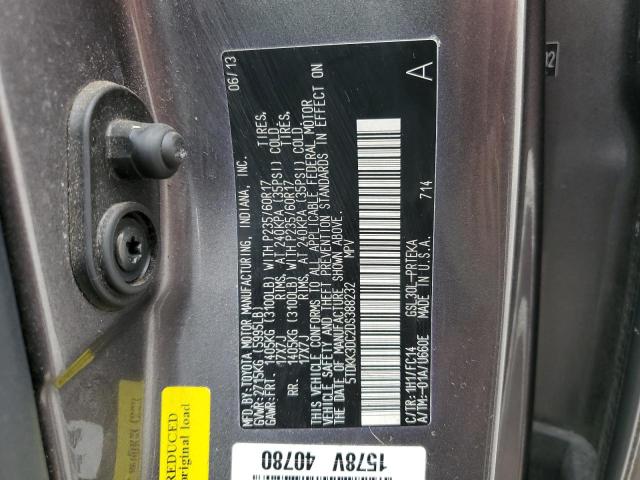 MFD.BY:TOYOTA MOTOR MANUFACTURING, INDIANA, INC. 06/13
GVWR:2715KG (5995LB)
GAWR:FRT. 1405KG (3100LB) WITH P235/60R17 TIRES,
17X7J RIMS, AT 240KPA (35PSI) COLD
RR. 1405KG (3100LB) WITH P235/60R17 TIRES,
17X7J RIMS, AT 240KPA (35PSI) COLD
THIS VEHICLE CONFORMS TO ALL APPLICABLE FEDERAL MOTOR
VEHICLE SAFETY AND THEFT PREVENTION STANDARDS IN EFFECT ON
THE DATE OF MANUFACTURE SHOWN ABOVE.
5TDKK3DC2DS388232 MPV
A
C/TR:1H1/FC14 GSL30L-PRTEKA
A/TM:-01A/U660E MADE IN U.S.A. 714
REDUCED
original load
1578V 40780